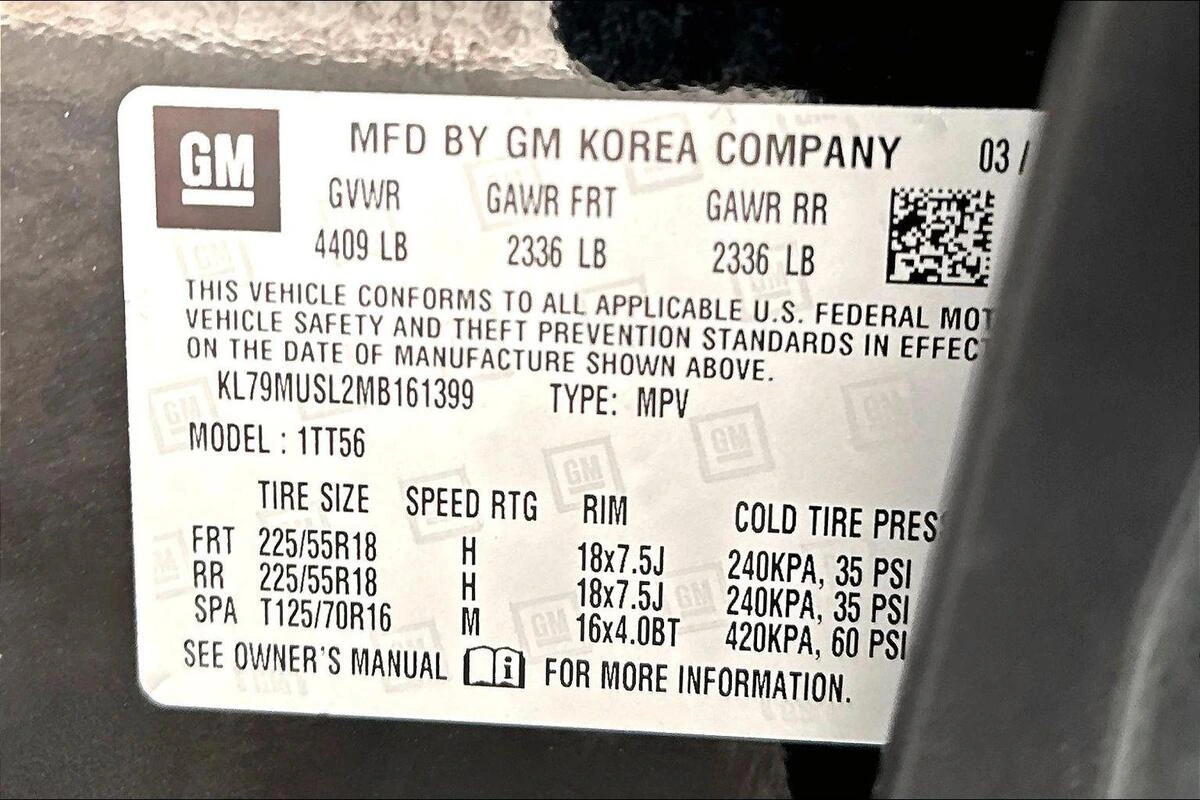 GM
MFD BY GM KOREA COMPANY 03 /
GVWR GAWR FRT GAWR RR
4409 LB 2336 LB 2336 LB
THIS VEHICLE CONFORMS TO ALL APPLICABLE U.S. FEDERAL MOT
VEHICLE SAFETY AND THEFT PREVENTION STANDARDS IN EFFEC
ON THE DATE OF MANUFACTURE SHOWN ABOVE.
KL79MUSL2MB161399 TYPE: MPV
MODEL : 1TT56
TIRE SIZE SPEED RTG RIM COLD TIRE PRES
FRT 225/55R18 H 18x7.5J 240KPA, 35 PSI
RR 225/55R18 H 18x7.5J 240KPA, 35 PSI
SPA T125/70R16 M 16x4.0BT 420KPA, 60 PSI
SEE OWNER'S MANUAL i FOR MORE INFORMATION.